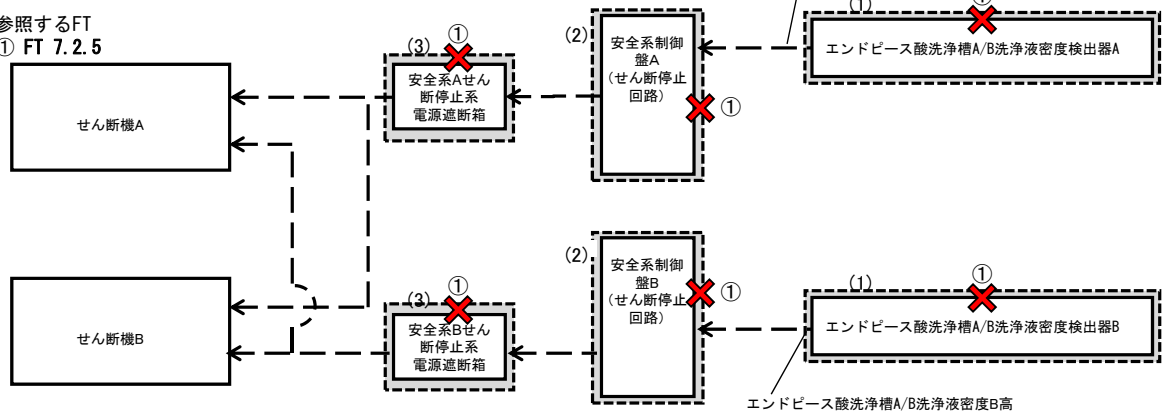 参照するFT
① FT 7.2.5
せん断機A
(3)
①
安全系Aせん
断停止系
電源遮断箱
(2)
安全系制御
盤A
(せん断停止
回路)
①
(1)
①
エンドピース酸洗浄槽A/B洗浄液密度検出器A
せん断機B
(3)
①
安全系Bせん
断停止系
電源遮断箱
(2)
安全系制御
盤B
(せん断停止
回路)
①
(1)
①
エンドピース酸洗浄槽A/B洗浄液密度検出器B
エンドピース酸洗浄槽A/B洗浄液密度B高